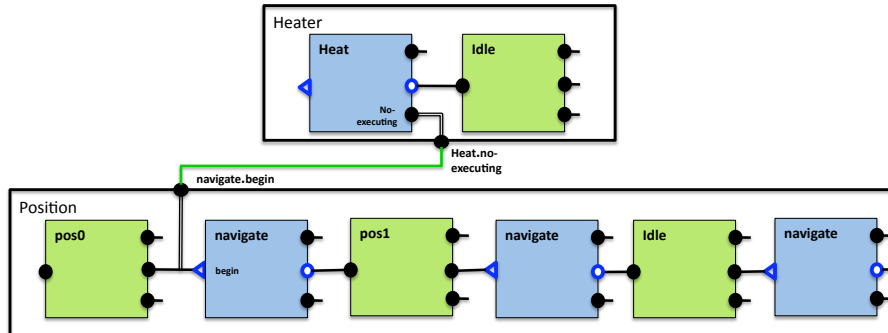 Heater
Heat
Idle
No-
executing
Heat.no-
executing
navigate.begin
Position
pos0
navigate
pos1
navigate
Idle
navigate
begin